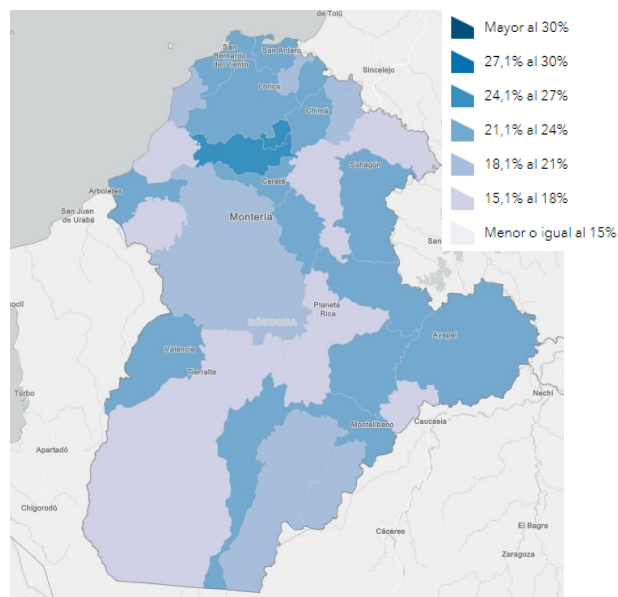 de Tolú
Mayor al 30%
27,1% al 30%
24,1% al 27%
21,1% al 24%
18,1% al 21%
15,1% al 18%
Menor o igual al 15%
San
Bernardo
del Viento
San Antero
Sincelejo
Lorica
Chimá
Sahagún
Cereté
Arboletes
San Juan
de Urabá
Montería
San
Planeta
Rica
CÓRDOBA
Ayapel
ocií
Valencia
Tierralta
Turbo
Nechí
Montelíbano
Caucasia
Apartadó
Chigorodó
Cáceres
El Bagre
Zaragoza